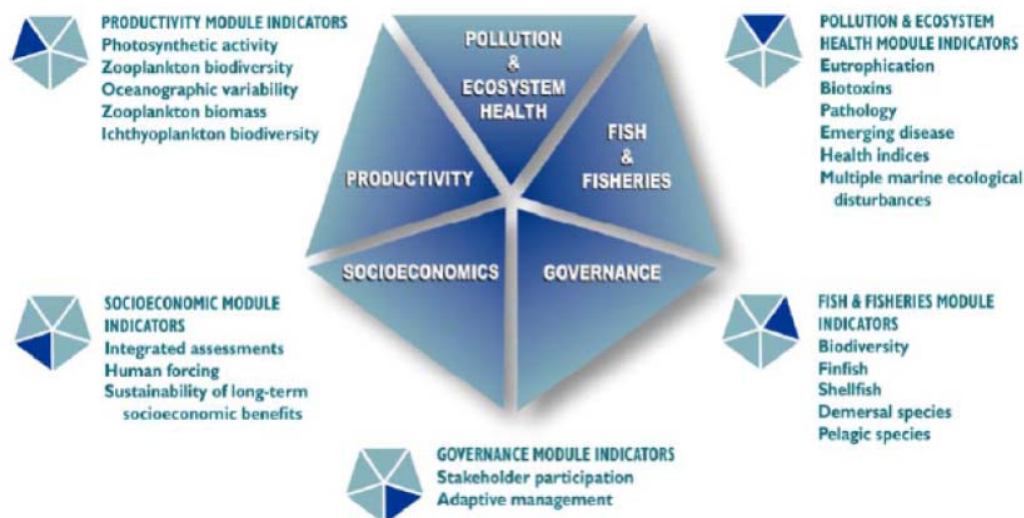 PRODUCTIVITY MODULE INDICATORS
Photosynthetic activity
Zooplankton biodiversity
Oceanographic variability
Zooplankton biomass
Ichthyoplankton biodiversity
POLLUTION
&
ECOSYSTEM
HEALTH
FISH
&
FISHERIES
PRODUCTIVITY
SOCIOECONOMICS
GOVERNANCE
POLLUTION & ECOSYSTEM
HEALTH MODULE INDICATORS
Eutrophication
Biotoxins
Pathology
Emerging disease
Health indices
Multiple marine ecological
disturbances
SOCIOECONOMIC MODULE
INDICATORS
Integrated assessments
Human forcing
Sustainability of long-term
socioeconomic benefits
FISH & FISHERIES MODULE
INDICATORS
Biodiversity
Finfish
Shellfish
Demersal species
Pelagic species
GOVERNANCE MODULE INDICATORS
Stakeholder participation
Adaptive management